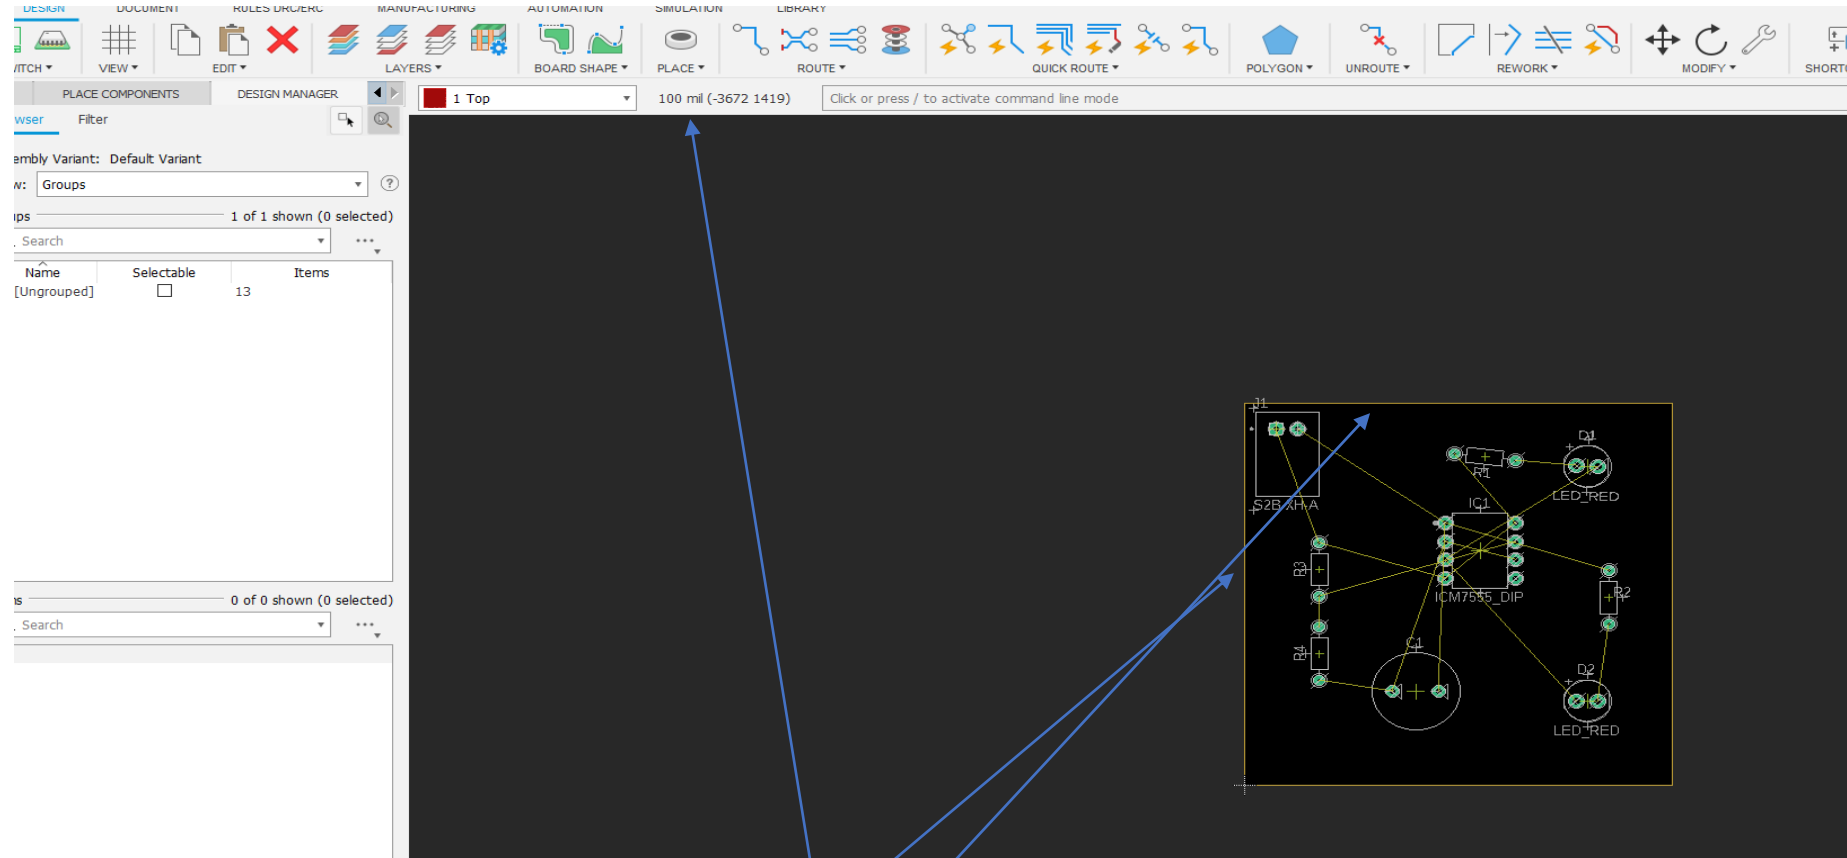 DESIGN DOCUMENT RULES DRC/ERC MANUFACTURING AUTOMATION SIMULATION LIBRARY
VIEW EDIT LAYERS BOARD SHAPE PLACE ROUTE QUICK ROUTE POLYGON UNROUTE REWORK MODIFY
PLACE COMPONENTS DESIGN MANAGER
1 Top 100 mil (-3672 1419) Click or press / to activate command line mode
Filter
Variant: Default Variant
Groups
1 of 1 shown (0 selected)
Search
Name Selectable Items
[Ungrouped] 13
0 of 0 shown (0 selected)
Search
J1
S2B-XH-A
R1
D1
LED_RED
IC1
ICM7555_DIP
R3
R2
R4
C1
D2
LED_RED